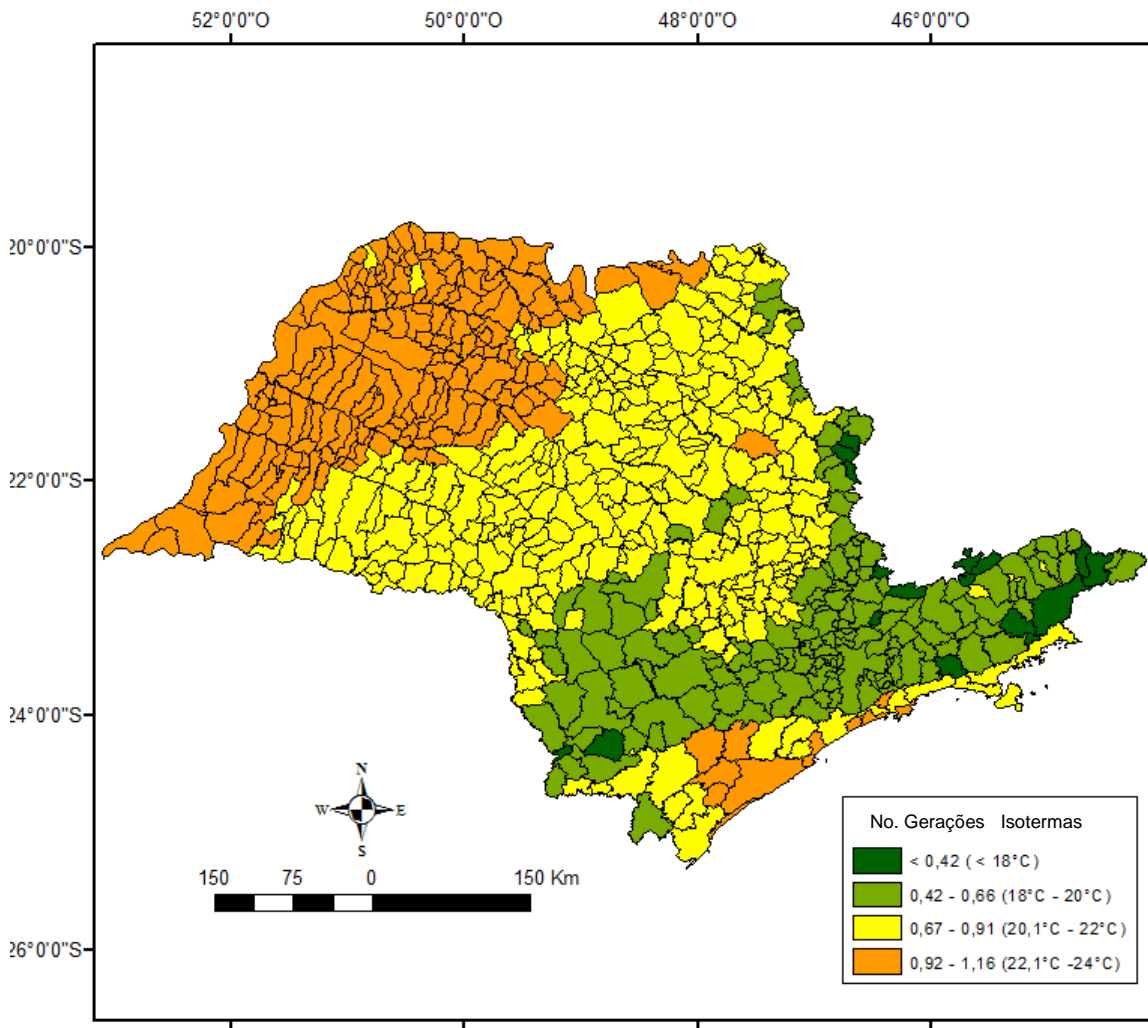 52°0'0"O 50°0'0"O 48°0'0"O 46°0'0"O
20°0'0"S
22°0'0"S
24°0'0"S
26°0'0"S
N
W E
S
150 75 0 150 Km
No. Gerações Isotermas
< 0,42 ( < 18°C)
0,42 - 0,66 (18°C - 20°C)
0,67 - 0,91 (20,1°C - 22°C)
0,92 - 1,16 (22,1°C -24°C)